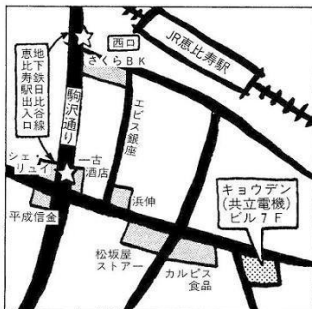 JR恵比寿駅
西口
さくらBK
地下鉄日比谷線
恵比寿駅出入口
駒沢通り
エビス銀座
シェ
リュイ
一古
酒店
平成信金
浜伸
松坂屋
ストアー
カルピス
食品
キョウデン
(共立電機)
ビル7F